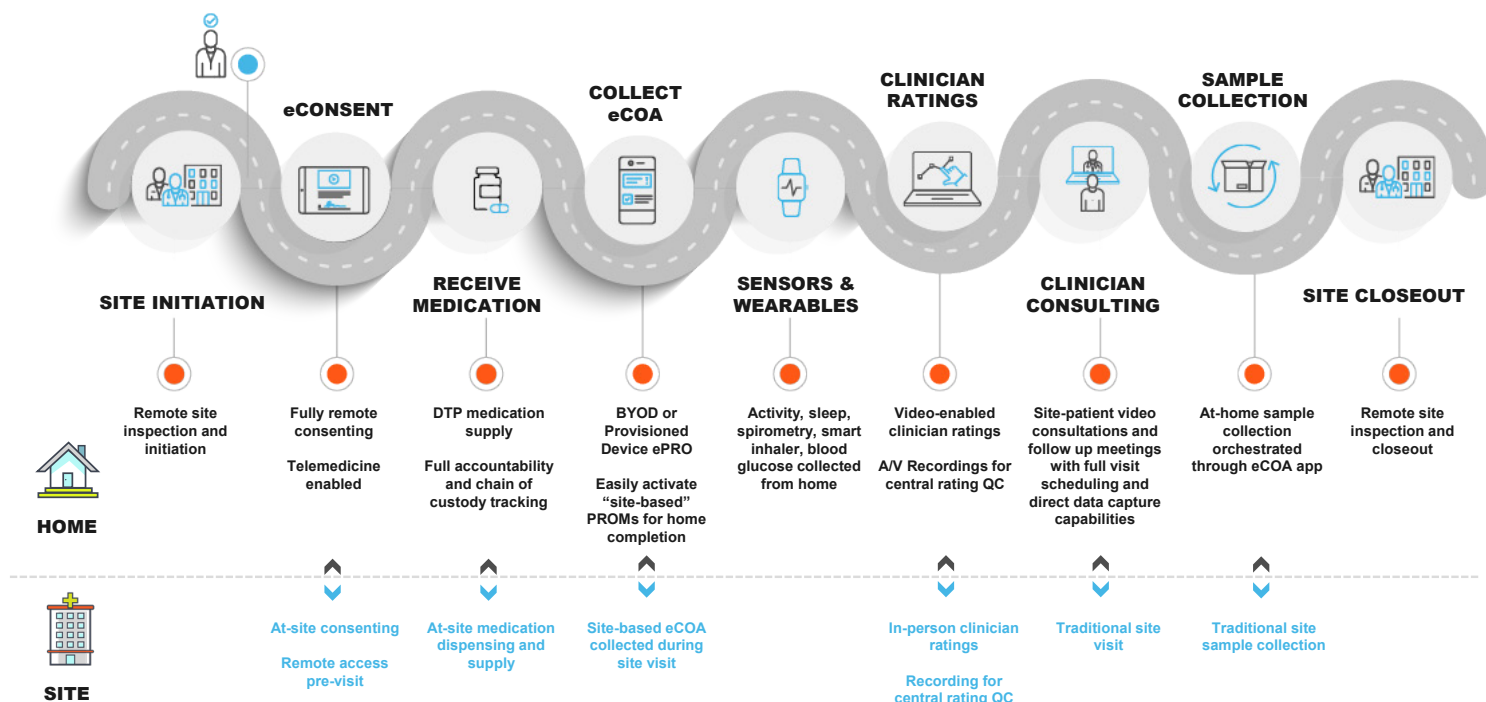 eCONSENT
COLLECT
eCOA
CLINICIAN
RATINGS
SAMPLE
COLLECTION
SITE INITIATION
RECEIVE
MEDICATION
SENSORS &
WEARABLES
CLINICIAN
CONSULTING
SITE CLOSEOUT
HOME
Remote site
inspection and
initiation
Fully remote
consenting
Telemedicine
enabled
DTP medication
supply
Full accountability
and chain of
custody tracking
BYOD or
Provisioned
Device ePRO
Easily activate
“site-based”
PROMs for home
completion
Activity, sleep,
spirometry, smart
inhaler, blood
glucose collected
from home
Video-enabled
clinician ratings
A/V Recordings for
central rating QC
Site-patient video
consultations and
follow up meetings
with full visit
scheduling and
direct data capture
capabilities
At-home sample
collection
orchestrated
through eCOA app
Remote site
inspection and
closeout
SITE
At-site consenting
Remote access
pre-visit
At-site medication
dispensing and
supply
Site-based eCOA
collected during
site visit
In-person clinician
ratings
Recording for
central rating QC
Traditional site
visit
Traditional site
sample collection